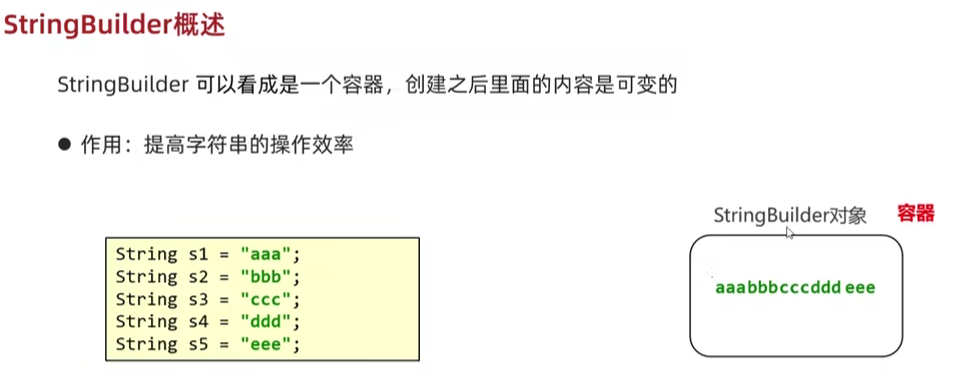 StringBuilder概述
StringBuilder 可以看成是一个容器，创建之后里面的内容是可变的
● 作用：提高字符串的操作效率
StringBuilder对象 容器
String s1 = "aaa";
String s2 = "bbb";
String s3 = "ccc";
String s4 = "ddd";
String s5 = "eee";
aaabbbcccddd eee